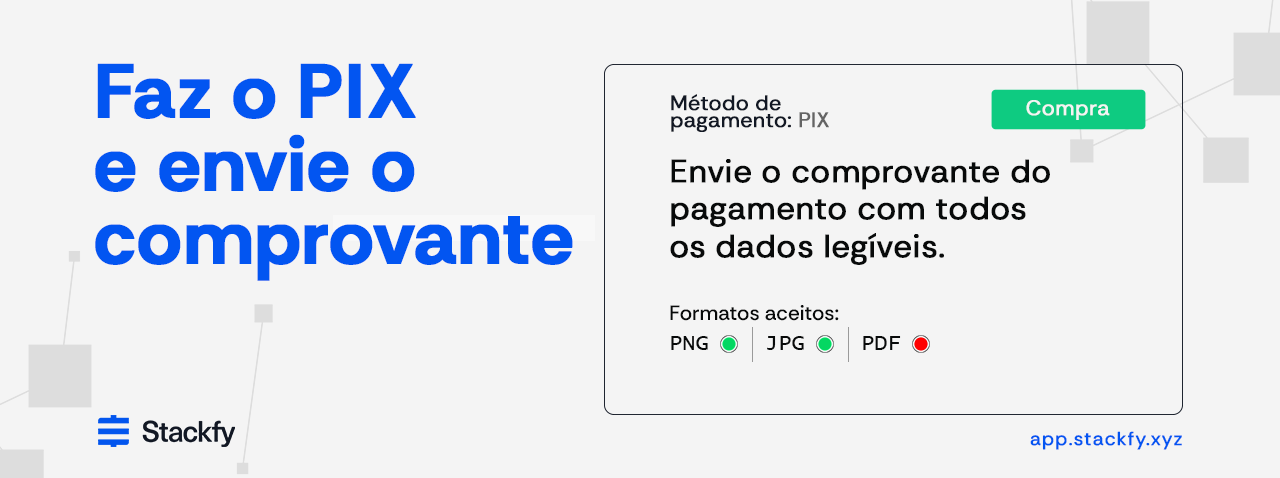 Faz o PIX
e envie o
comprovante
Método de
pagamento: PIX
Compra
Envie o comprovante do
pagamento com todos
os dados legíveis.
Formatos aceitos:
PNG JPG PDF
Stackfy
app.stackfy.xyz